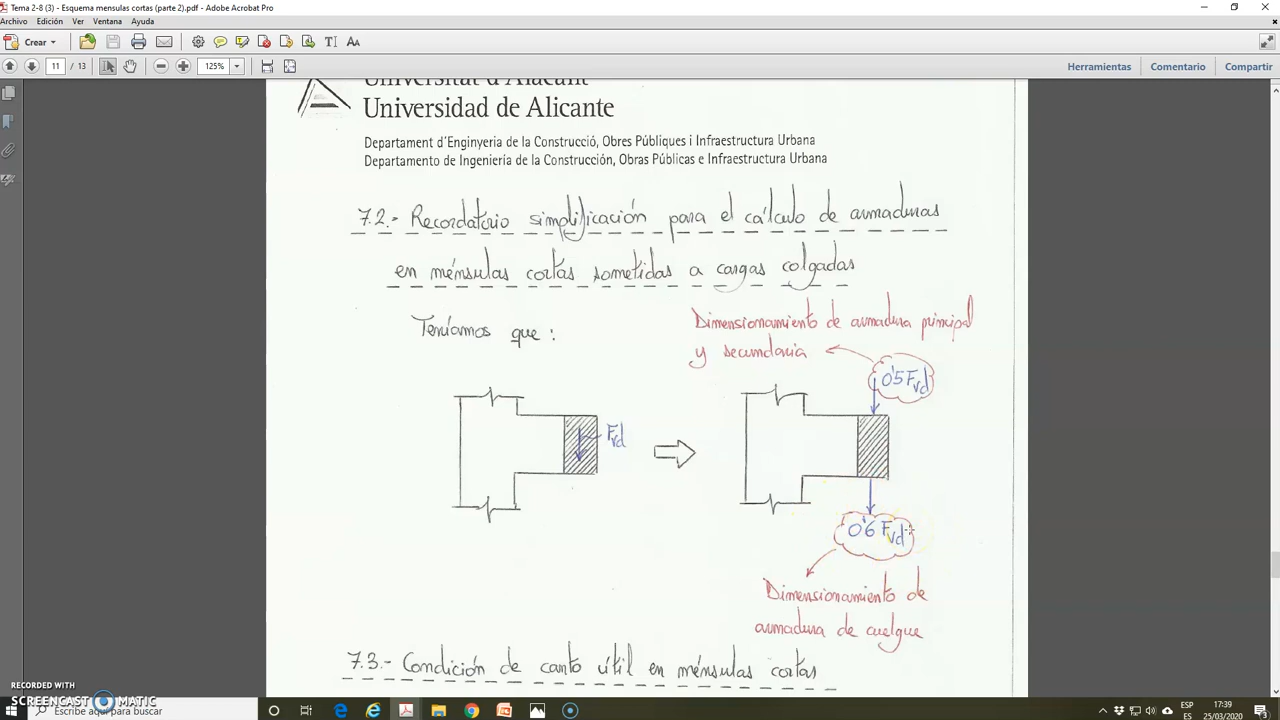 Tema 2-8 (3) - Esquema mensulas cortas (parte 2).pdf - Adobe Acrobat Pro
Archivo Edición Ver Ventana Ayuda
Crear
11 / 13 125% Herramientas Comentario Compartir
Universitat d'Alacant
Universidad de Alicante
Departament d'Enginyeria de la Construcció, Obres Públiques i Infraestructura Urbana
Departamento de Ingeniería de la Construcción, Obras Públicas e Infraestructura Urbana
7.2.- Recordatorio simplificación para el cálculo de armaduras
en ménsulas cortas sometidas a cargas colgadas
Teníamos que:
Dimensionamiento de armadura principal
y secundaria
0'5 Fvd
Fvd
0'6 Fvd
Dimensionamiento de
armadura de cuelgue
7.3.- Condición de canto útil en ménsulas cortas
RECORDED WITH
SCREENCAST MATIC
Escribe aquí para buscar
ESP
17:39
25/03/2020